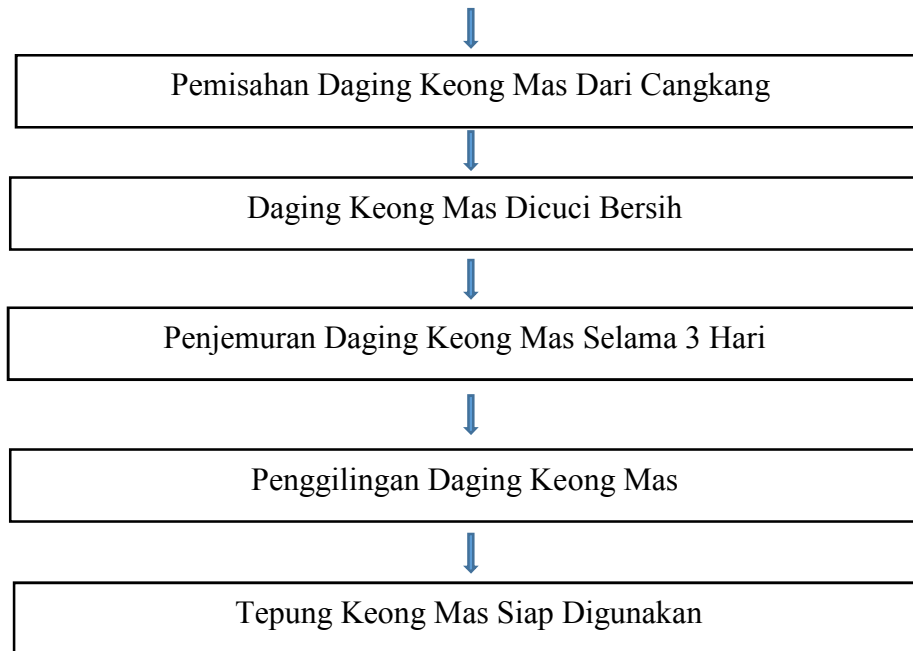 Pemisahan Daging Keong Mas Dari Cangkang
Daging Keong Mas Dicuci Bersih
Penjemuran Daging Keong Mas Selama 3 Hari
Penggilingan Daging Keong Mas
Tepung Keong Mas Siap Digunakan